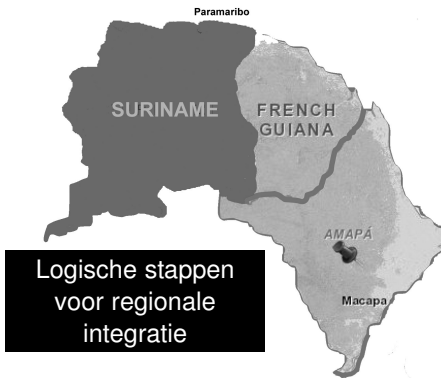 Paramaribo
SURINAME
FRENCH
GUIANA
AMAPÁ
Macapa
Logische stappen
voor regionale
integratie